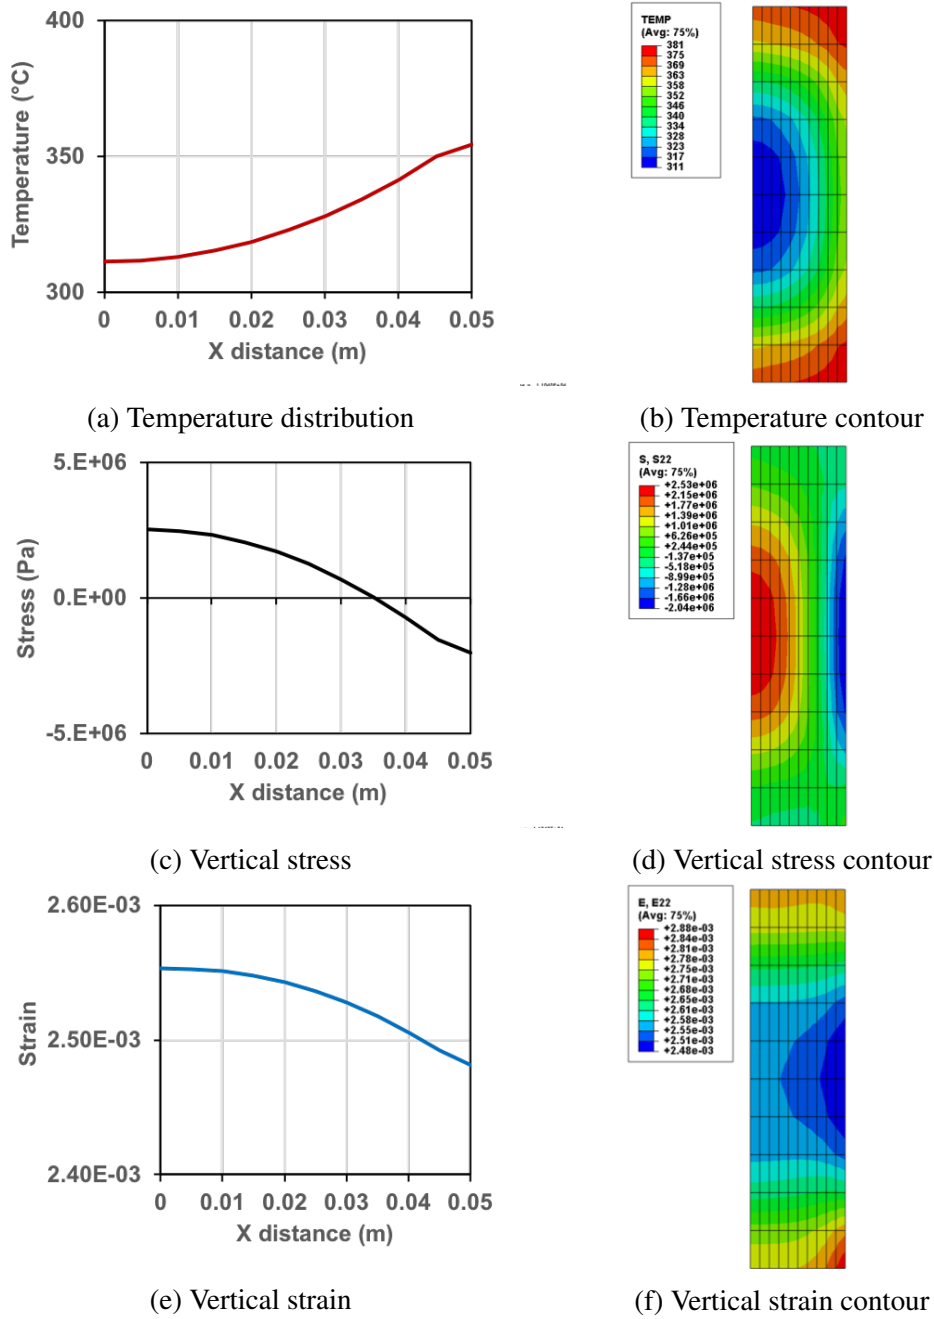 400
350
300
Temperature (°C)
0 0.01 0.02 0.03 0.04 0.05
X distance (m)
TEMP
(Avg: 75%)
381
375
369
363
358
352
346
340
334
328
323
317
311
(a) Temperature distribution
(b) Temperature contour
5.E+06
0.E+00
-5.E+06
Stress (Pa)
0 0.01 0.02 0.03 0.04 0.05
X distance (m)
S, S22
(Avg: 75%)
+2.53e+06
+2.15e+06
+1.77e+06
+1.39e+06
+1.01e+06
+6.26e+05
+2.44e+05
-1.37e+05
-5.18e+05
-8.99e+05
-1.28e+06
-1.66e+06
-2.04e+06
(c) Vertical stress
(d) Vertical stress contour
2.60E-03
2.50E-03
2.40E-03
Strain
0 0.01 0.02 0.03 0.04 0.05
X distance (m)
E, E22
(Avg: 75%)
+2.88e-03
+2.84e-03
+2.81e-03
+2.78e-03
+2.75e-03
+2.71e-03
+2.68e-03
+2.65e-03
+2.61e-03
+2.58e-03
+2.55e-03
+2.51e-03
+2.48e-03
(e) Vertical strain
(f) Vertical strain contour